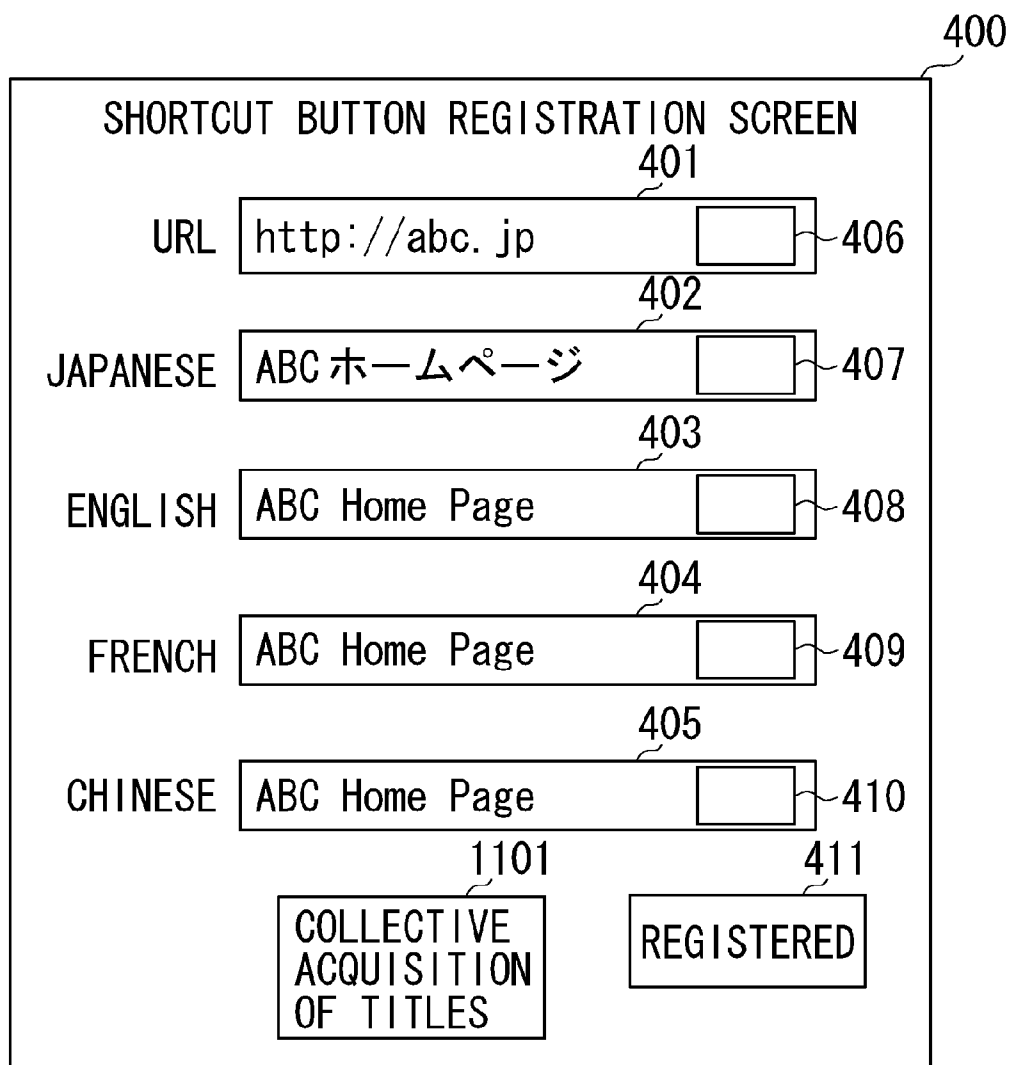 400
SHORTCUT BUTTON REGISTRATION SCREEN
401
URL http://abc.jp 406
402
JAPANESE ABCホームページ 407
403
ENGLISH ABC Home Page 408
404
FRENCH ABC Home Page 409
405
CHINESE ABC Home Page 410
1101 411
COLLECTIVE
ACQUISITION
OF TITLES
REGISTERED